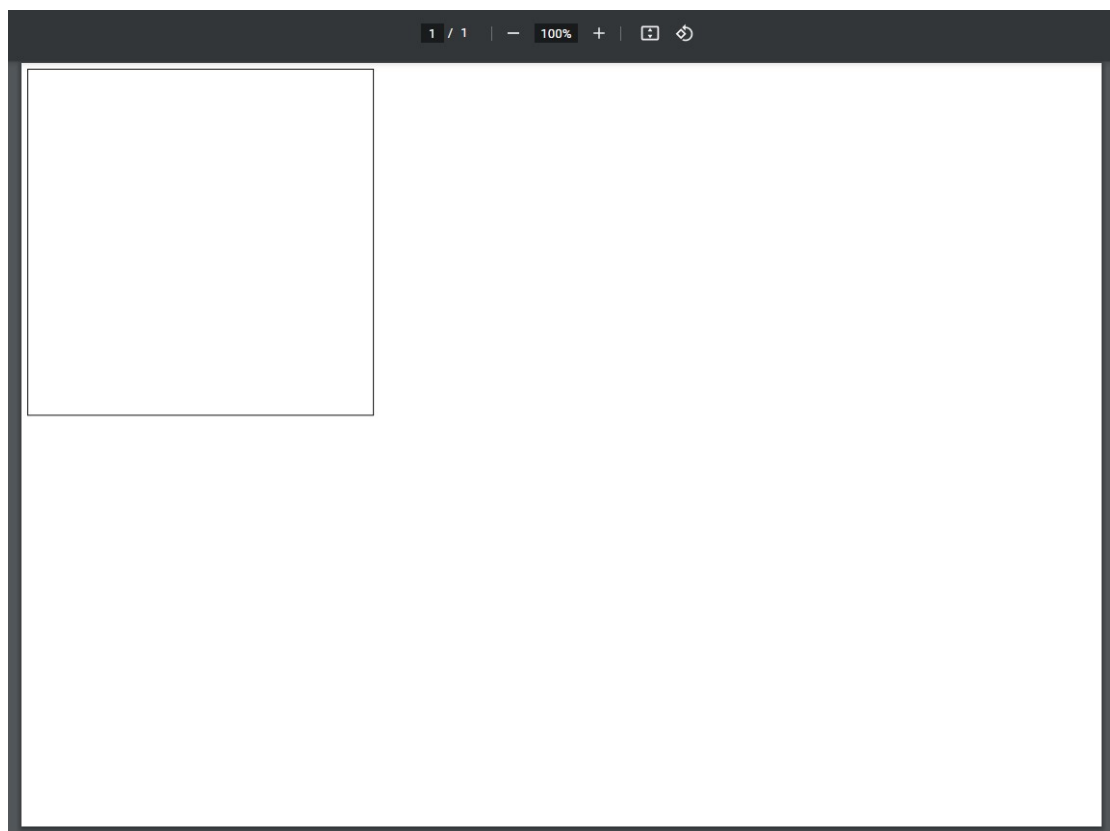 1 / 1 | — 100% + |